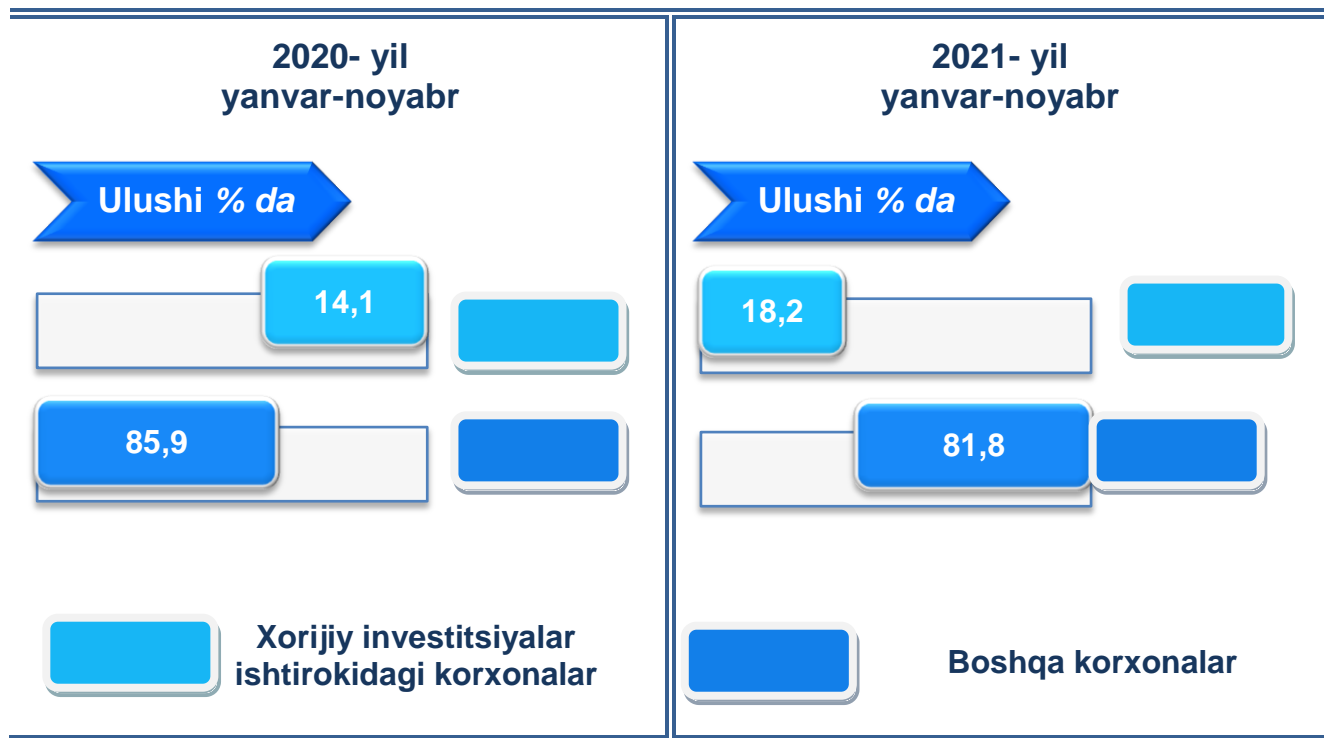 2020- yil
yanvar-noyabr
Ulushi % da
14,1
85,9
2021- yil
yanvar-noyabr
Ulushi % da
18,2
81,8
Xorijiy investitsiyalar
ishtirokidagi korxonalar
Boshqa korxonalar